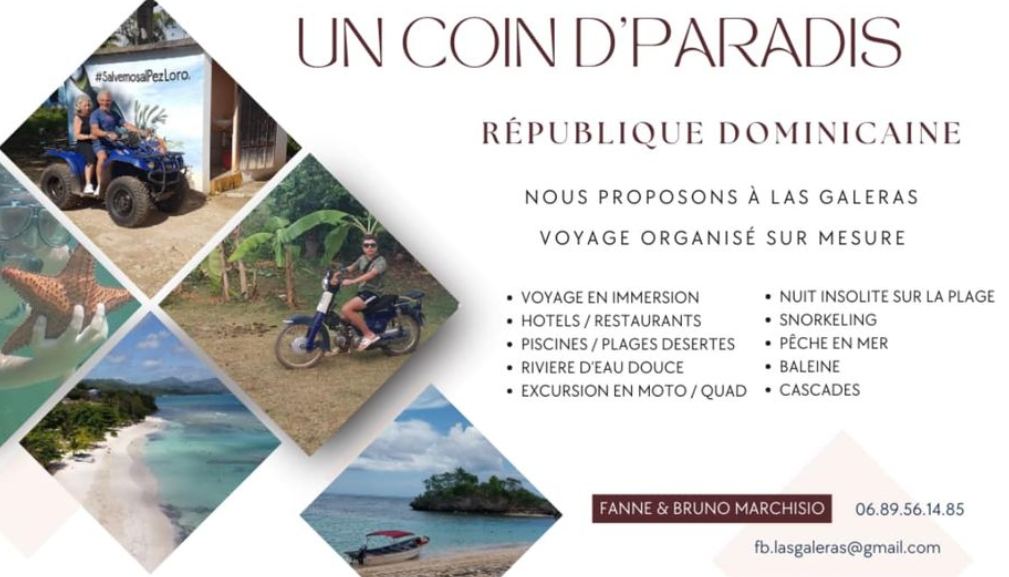 UN COIN D'PARADIS
#SalvemosalPezLoro.
RÉPUBLIQUE DOMINICAINE
NOUS PROPOSONS À LAS GALERAS
VOYAGE ORGANISÉ SUR MESURE
• VOYAGE EN IMMERSION
• HOTELS / RESTAURANTS
• PISCINES / PLAGES DESERTES
• RIVIERE D'EAU DOUCE
• EXCURSION EN MOTO / QUAD
• NUIT INSOLITE SUR LA PLAGE
• SNORKELING
• PÊCHE EN MER
• BALEINE
• CASCADES
FANNE & BRUNO MARCHISIO
06.89.56.14.85
fb.lasgaleras@gmail.com